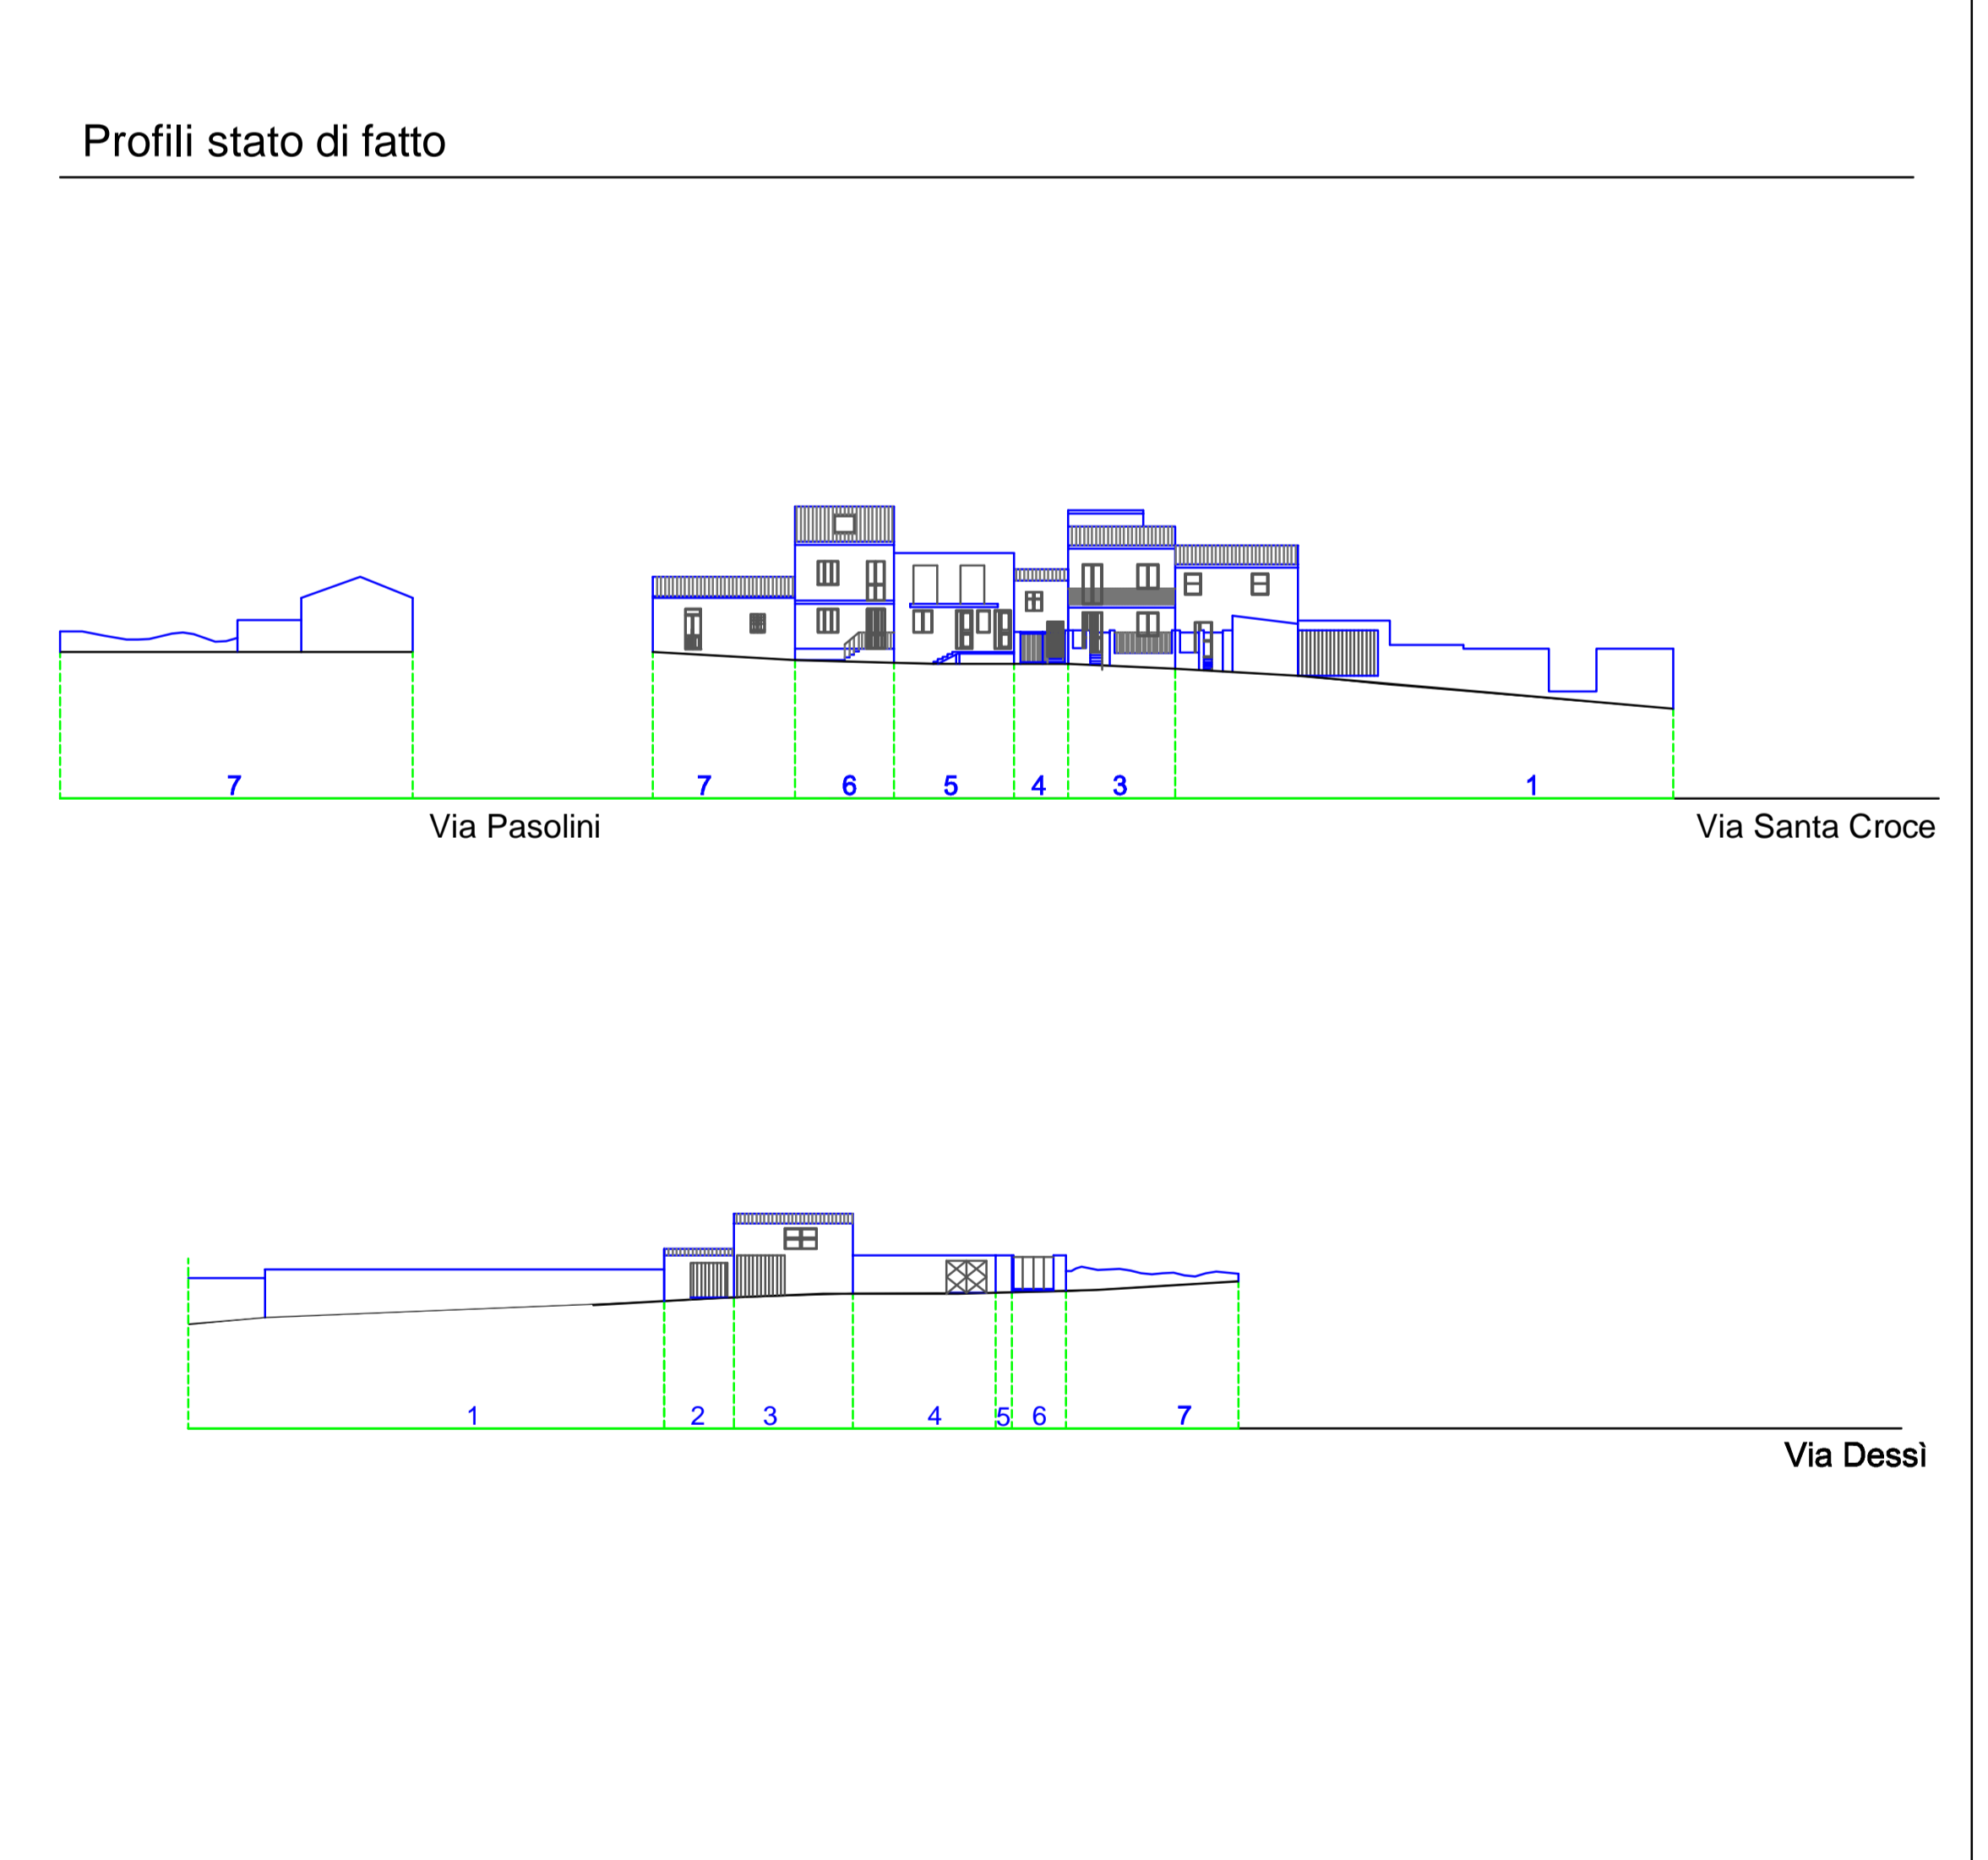 Profili stato di fatto
7 7 6 5 4 3 1
Via Pasolini Via Santa Croce
1 2 3 4 5 6 7
Via Dessì